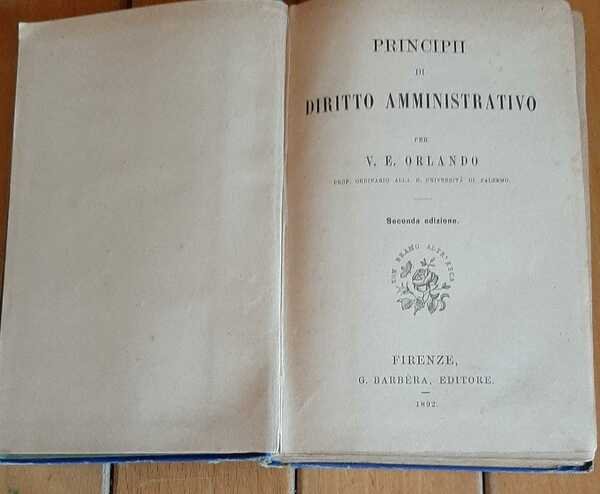 PRINCIPII
DI
DIRITTO AMMINISTRATIVO
PER
V. E. ORLANDO
PROF. ORDINARIO ALLA R. UNIVERSITÀ DI PALERMO.
Seconda edizione.
NON BRAMO ALTR'ESCA
FIRENZE,
G. BARBÈRA, EDITORE.
1892.